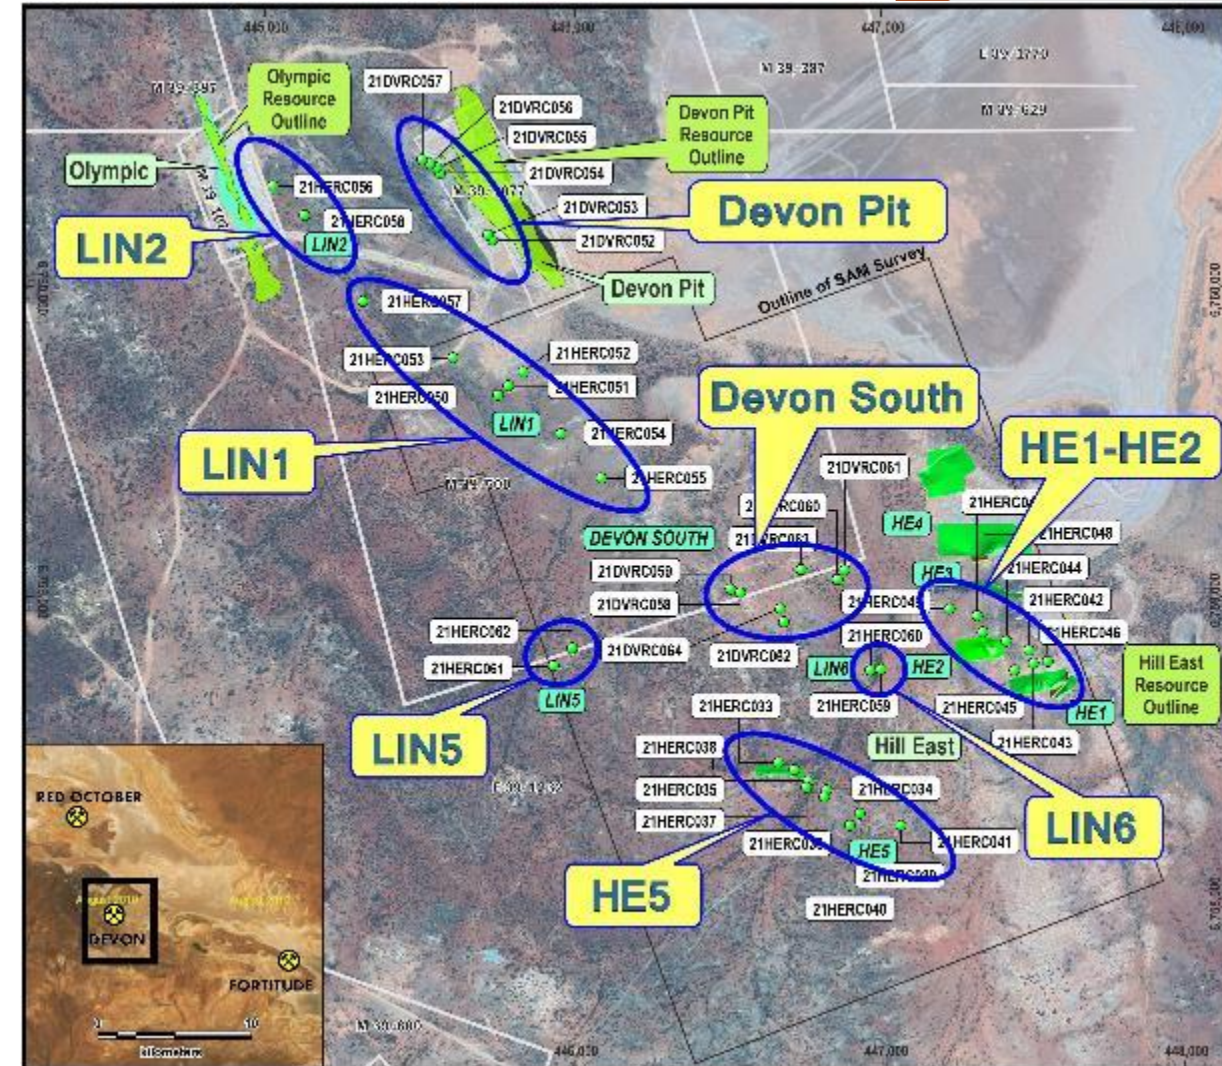 445,000
447,000
448,000
E 39/1770
M 39/387
M 39/629
Olympic
Resource
Outline
21DVRC057
21DVRC056
21DVRC055
21DVRC054
21DVRC053
21DVRC052
Devon Pit
Resource
Outline
Olympic
21HERC056
21HERC058
LIN2
LIN2
Devon Pit
Devon Pit
Outline of SAM Survey
21HERC057
21HERC053
21HERC052
21HERC051
21HERC050
LIN1
21HERC054
21HERC055
LIN1
Devon South
HE1-HE2
21DVRC061
HE4
21HERC048
DEVON SOUTH
HE3
21HERC044
21DVRC059
21DVRC058
21HERC042
21HERC046
21HERC062
21HERC061
21DVRC064
21DVRC062
21HERC060
LIN6
HE2
Hill East
Resource
Outline
LIN5
21HERC033
21HERC059
21HERC045
HE1
21HERC043
LIN5
21HERC038
Hill East
21HERC035
21HERC034
21HERC037
21HERC041
HE5
LIN6
HE5
21HERC040
RED OCTOBER
DEVON
FORTITUDE
0 10
kilometers
446,000
447,000
448,000